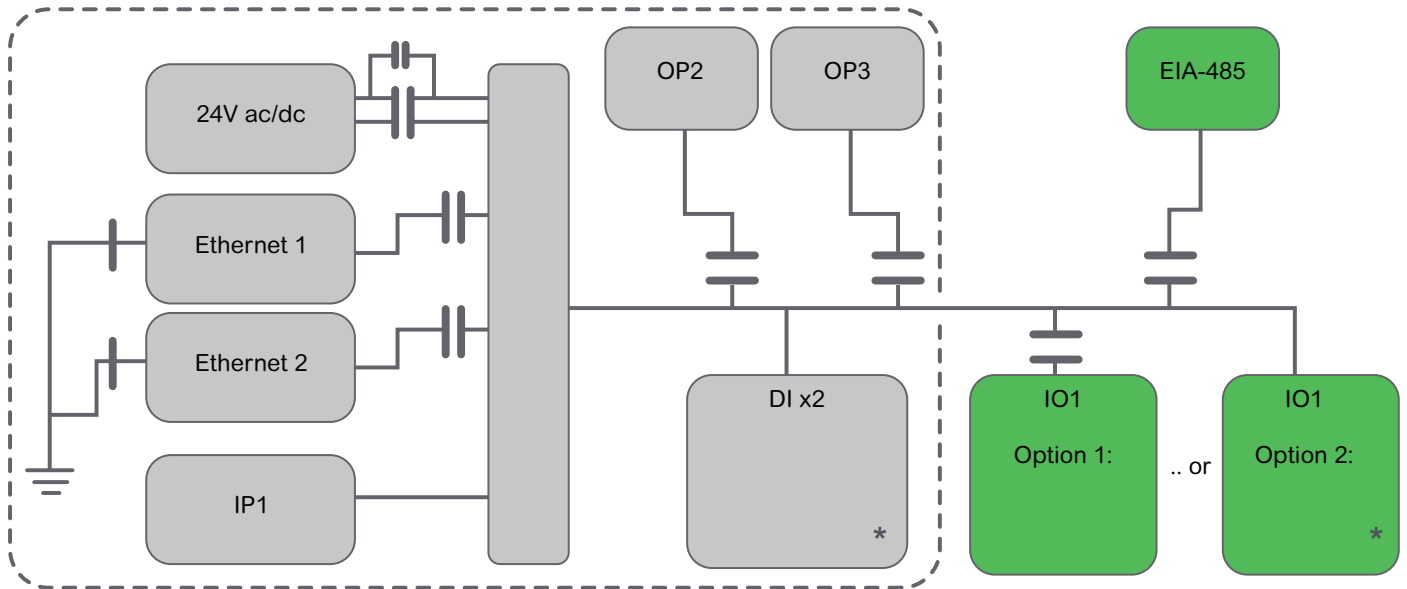 OP2
OP3
EIA-485
24V ac/dc
Ethernet 1
Ethernet 2
IP1
DI x2
*
IO1
Option 1:
.. or
IO1
Option 2:
*